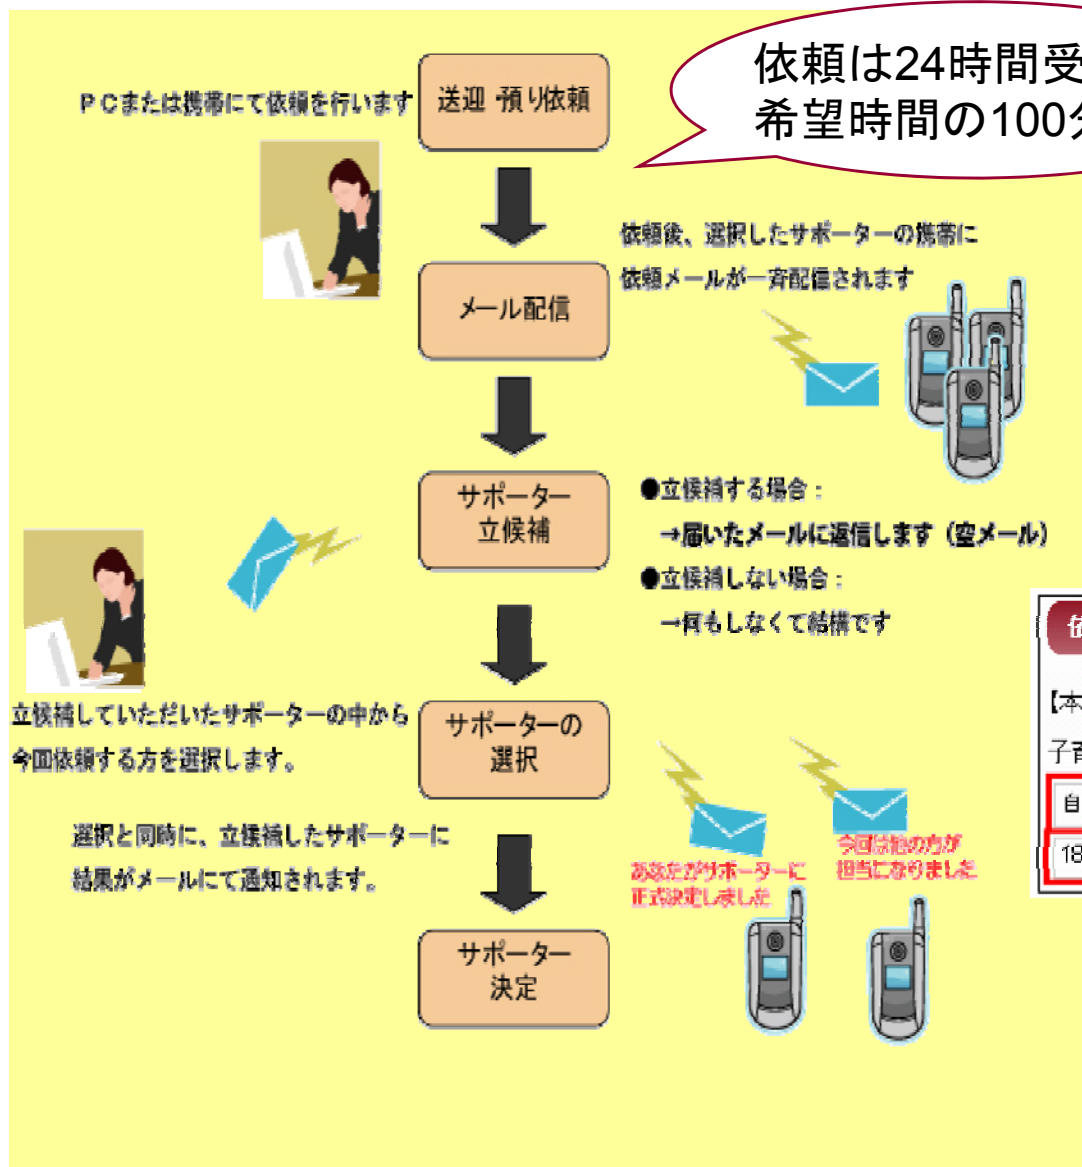 依頼は24時間受
希望時間の100分
PCまたは携帯にて依頼を行います
送迎・預り依頼
依頼後、選択したサポーターの携帯に
依頼メールが一斉配信されます
メール配信
サポーター
立候補
●立候補する場合：
→届いたメールに返信します（空メール）
●立候補しない場合：
→何もしなくて結構です
立候補していただいたサポーターの中から
今回依頼する方を選択します。
サポーターの
選択
選択と同時に、立候補したサポーターに
結果がメールにて通知されます。
あなたがサポーターに
正式決定しました
今回は他の方が
担当になりました
サポーター
決定
【本
子育
自
18